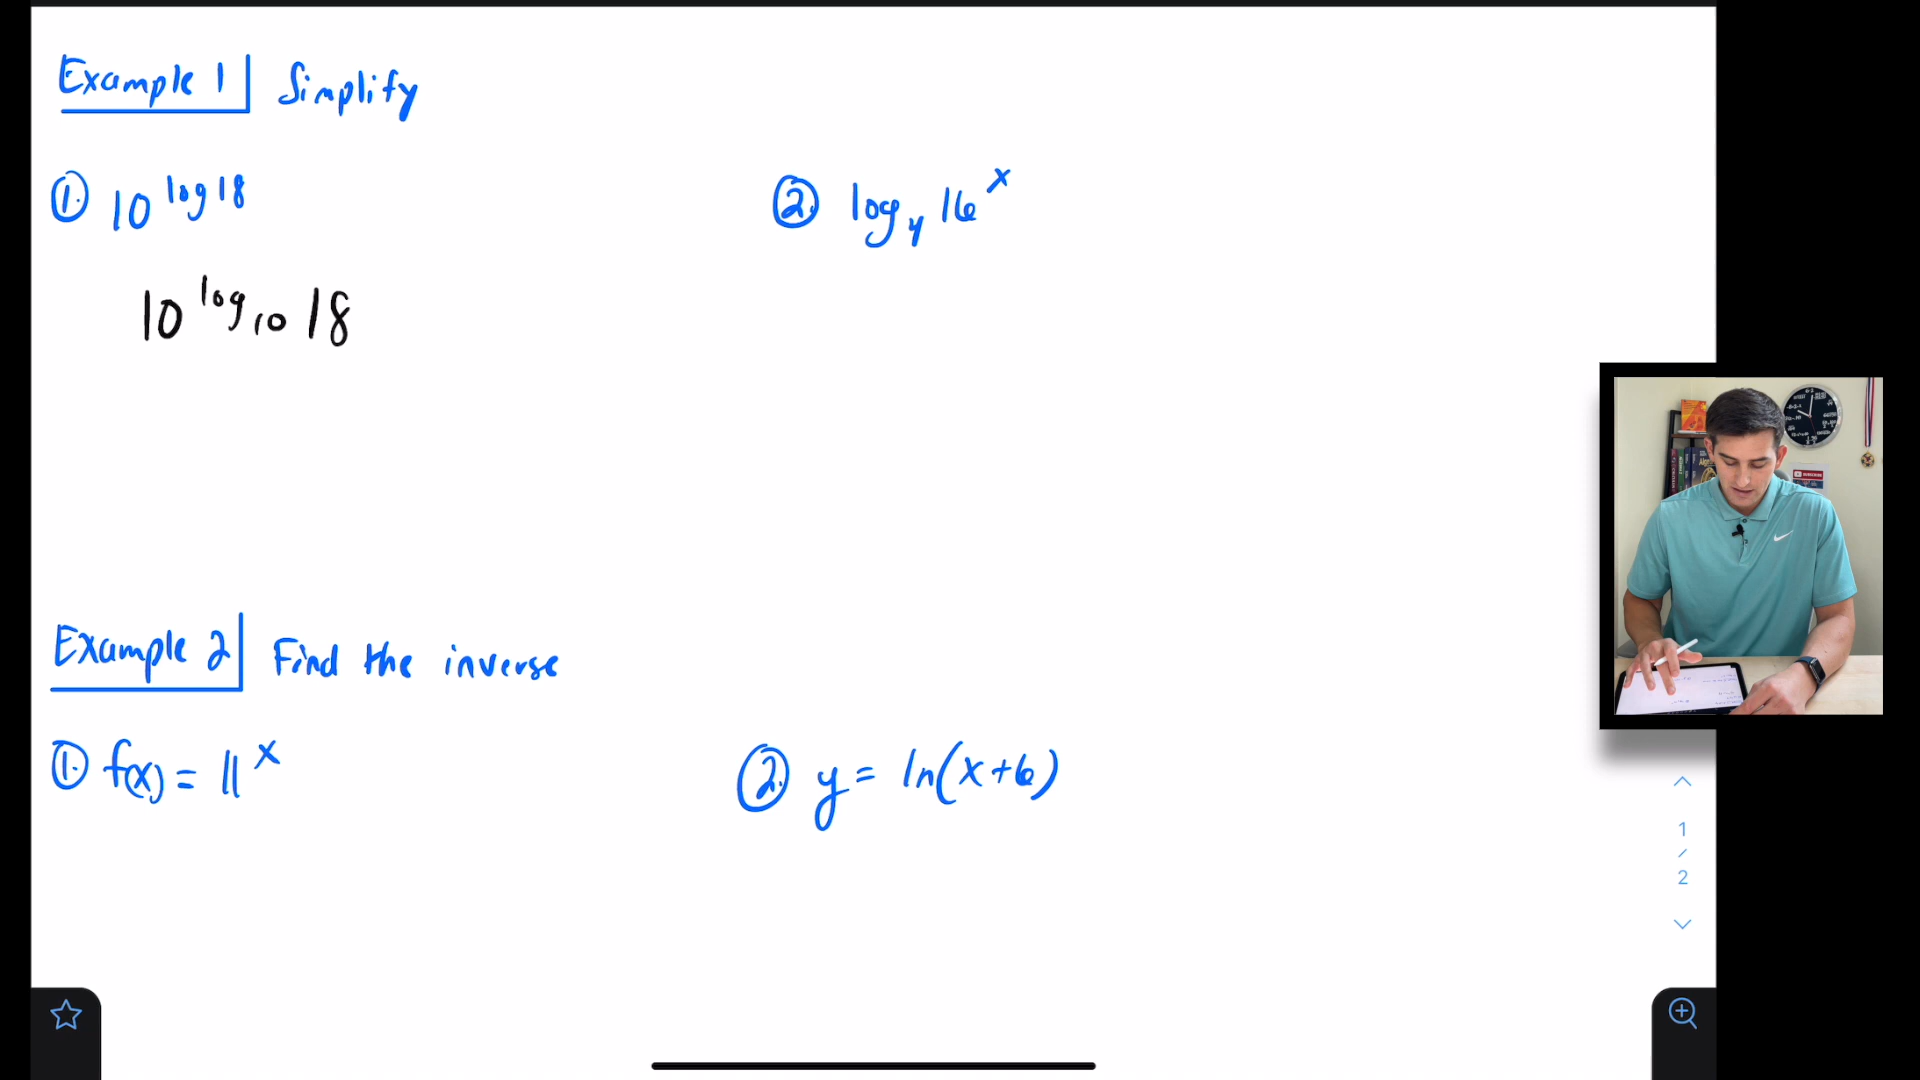 Example 1 Simplify
1. 10^log 18
2. log₄ 16^x
10^log₁₀ 18
Example 2 Find the inverse
1. f(x) = 11^x
2. y = ln(x+6)
1
/
2